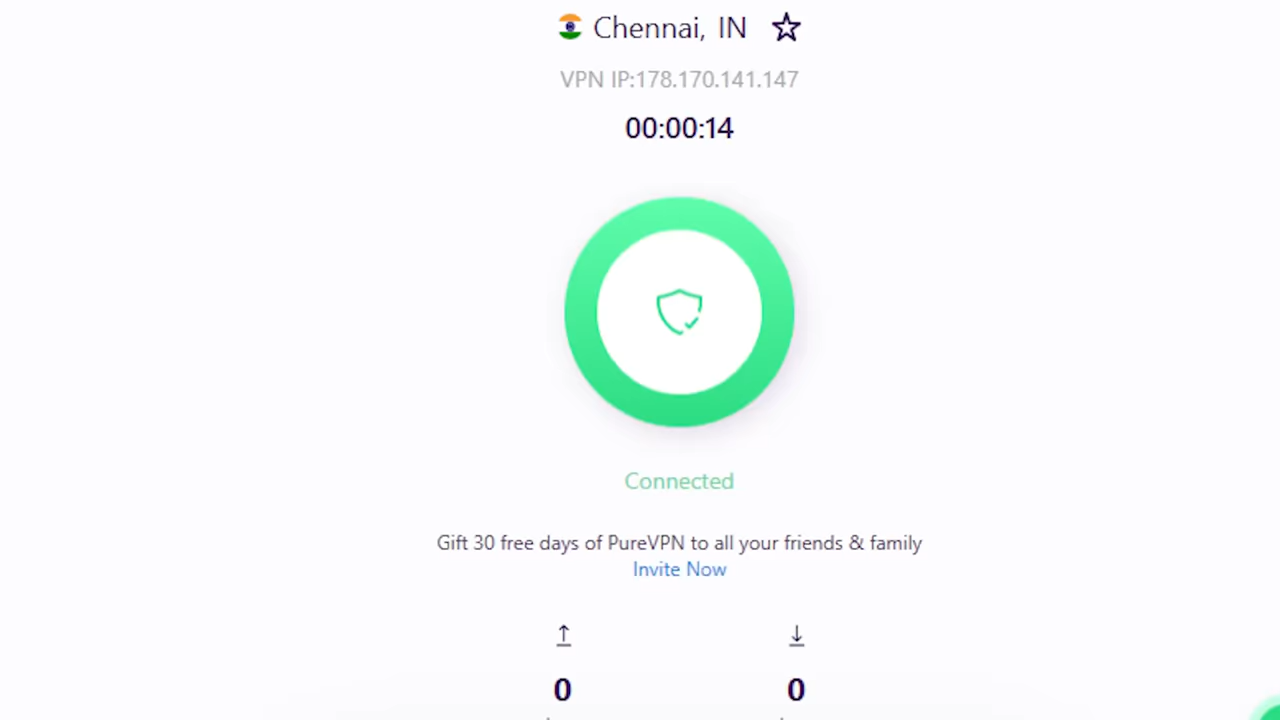 Chennai, IN
VPN IP:178.170.141.147
00:00:14
Connected
Gift 30 free days of PureVPN to all your friends & family
Invite Now
0 0